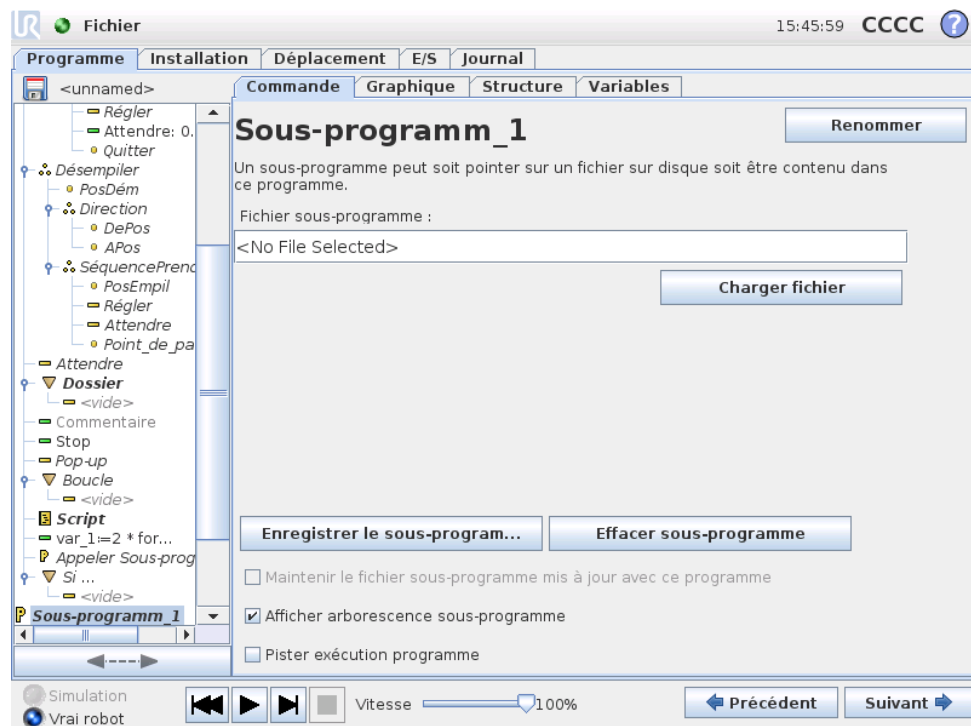 UR Fichier 15:45:59 CCCC ?
Programme Installation Déplacement E/S Journal
<unnamed>
Commande Graphique Structure Variables
Régler
Attendre: 0.
Quitter
Désempiler
PosDém
Direction
DePos
APos
SéquencePrend
PosEmpil
Régler
Attendre
Point_de_pa
Attendre
Dossier
<vide>
Commentaire
Stop
Pop-up
Boucle
<vide>
Script
var_1:=2 * for...
Appeler Sous-prog
Si ...
<vide>
Sous-programm_1
Sous-programm_1
Renommer
Un sous-programme peut soit pointer sur un fichier sur disque soit être contenu dans
ce programme.
Fichier sous-programme :
<No File Selected>
Charger fichier
Enregistrer le sous-program...
Effacer sous-programme
Maintenir le fichier sous-programme mis à jour avec ce programme
Afficher arborescence sous-programme
Pister exécution programme
Simulation
Vrai robot
Vitesse 100%
Précédent
Suivant